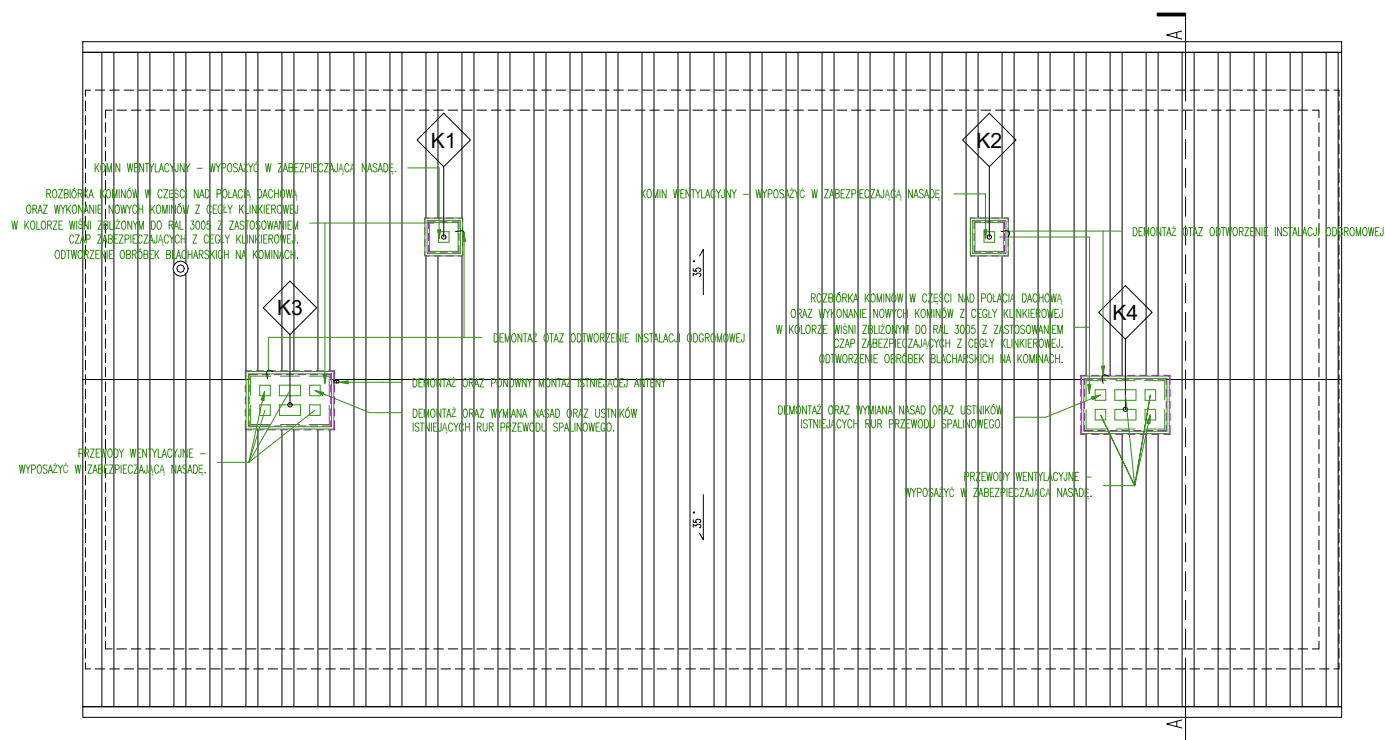 A
K1
K2
KOMIN WENTYLACYJNY – WYPOSAŻYĆ W ZABEZPIECZAJĄCĄ NASADĘ.
ROZBIÓRKA KOMINÓW W CZĘŚCI NAD POŁACIĄ DACHOWĄ
ORAZ WYKONANIE NOWYCH KOMINÓW Z CEGŁY KLINKIEROWEJ
W KOLORZE WIŚNI ZBLIŻONYM DO RAL 3005 Z ZASTOSOWANIEM
CZAP ZABEZPIECZAJĄCYCH Z CEGŁY KLINKIEROWEJ.
ODTWORZENIE OBRÓBEK BLACHARSKICH NA KOMINACH.
KOMIN WENTYLACYJNY – WYPOSAŻYĆ W ZABEZPIECZAJĄCĄ NASADĘ.
DEMONTAŻ OTAZ ODTWORZENIE INSTALACJI ODGROMOWEJ
35°
K3
K4
ROZBIÓRKA KOMINÓW W CZĘŚCI NAD POŁACIĄ DACHOWĄ
ORAZ WYKONANIE NOWYCH KOMINÓW Z CEGŁY KLINKIEROWEJ
W KOLORZE WIŚNI ZBLIŻONYM DO RAL 3005 Z ZASTOSOWANIEM
CZAP ZABEZPIECZAJĄCYCH Z CEGŁY KLINKIEROWEJ.
ODTWORZENIE OBRÓBEK BLACHARSKICH NA KOMINACH.
DEMONTAŻ OTAZ ODTWORZENIE INSTALACJI ODGROMOWEJ
DEMONTAŻ ORAZ PONOWNY MONTAŻ ISTNIEJĄCEJ ANTENY
DEMONTAŻ ORAZ WYMIANA NASAD ORAZ USTNIKÓW
ISTNIEJĄCYCH RUR PRZEWODU SPALINOWEGO.
DEMONTAŻ ORAZ WYMIANA NASAD ORAZ USTNIKÓW
ISTNIEJĄCYCH RUR PRZEWODU SPALINOWEGO.
PRZEWODY WENTYLACYJNE –
WYPOSAŻYĆ W ZABEZPIECZAJĄCĄ NASADĘ.
PRZEWODY WENTYLACYJNE –
WYPOSAŻYĆ W ZABEZPIECZAJĄCĄ NASADĘ.
35°
A